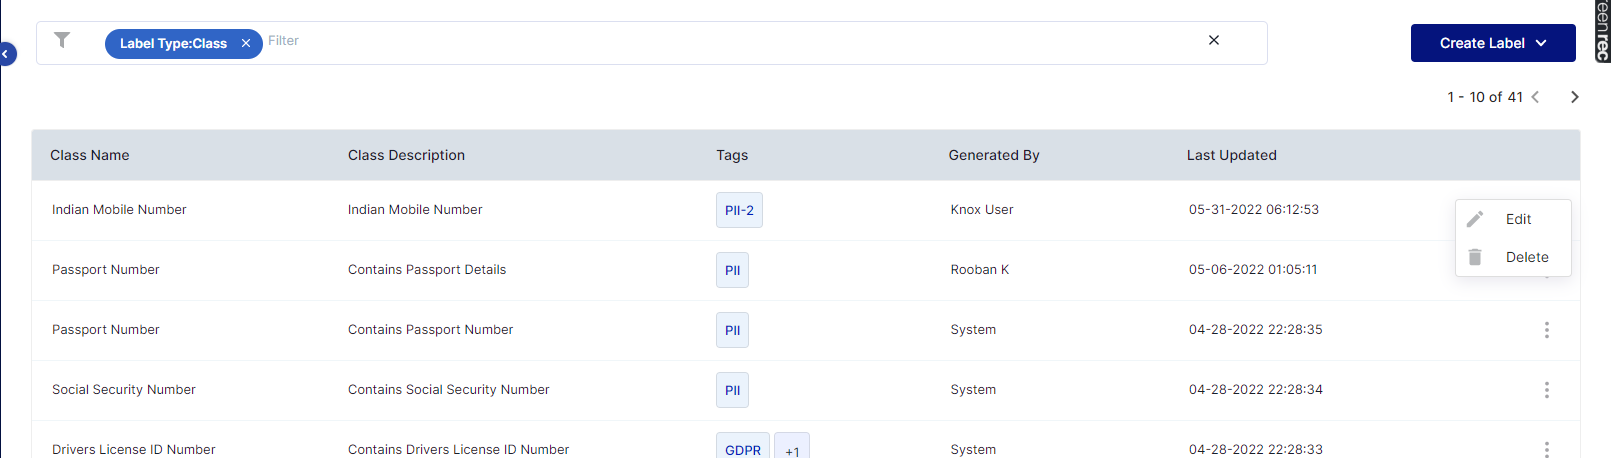 Label Type:Class × Filter ×
Create Label
reenrec
1 - 10 of 41
Class Name Class Description Tags Generated By Last Updated
Indian Mobile Number Indian Mobile Number PII-2 Knox User 05-31-2022 06:12:53
Edit
Passport Number Contains Passport Details PII Rooban K 05-06-2022 01:05:11
Delete
Passport Number Contains Passport Number PII System 04-28-2022 22:28:35
Social Security Number Contains Social Security Number PII System 04-28-2022 22:28:34
Drivers License ID Number Contains Drivers License ID Number GDPR +1 System 04-28-2022 22:28:33